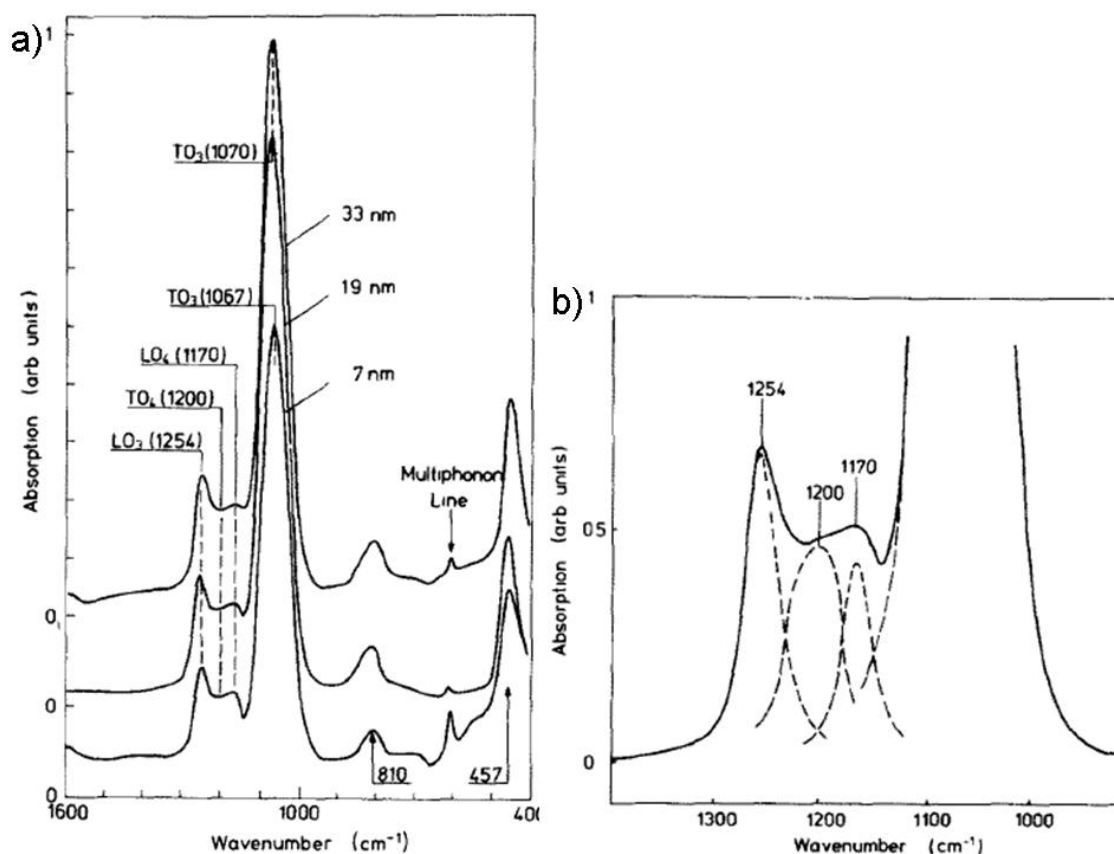 a)
1
TO₃(1070)
33 nm
19 nm
TO₃(1067)
LO₄(1170)
7 nm
TO₄(1200)
LO₃(1254)
Multiphonon
Line
Absorption (arb units)
0
0
0
810
457
1600
1000
400
Wavenumber (cm⁻¹)
b)
1
1254
1170
1200
05
0
Absorption (arb units)
1300
1200
1100
1000
Wavenumber (cm⁻¹)